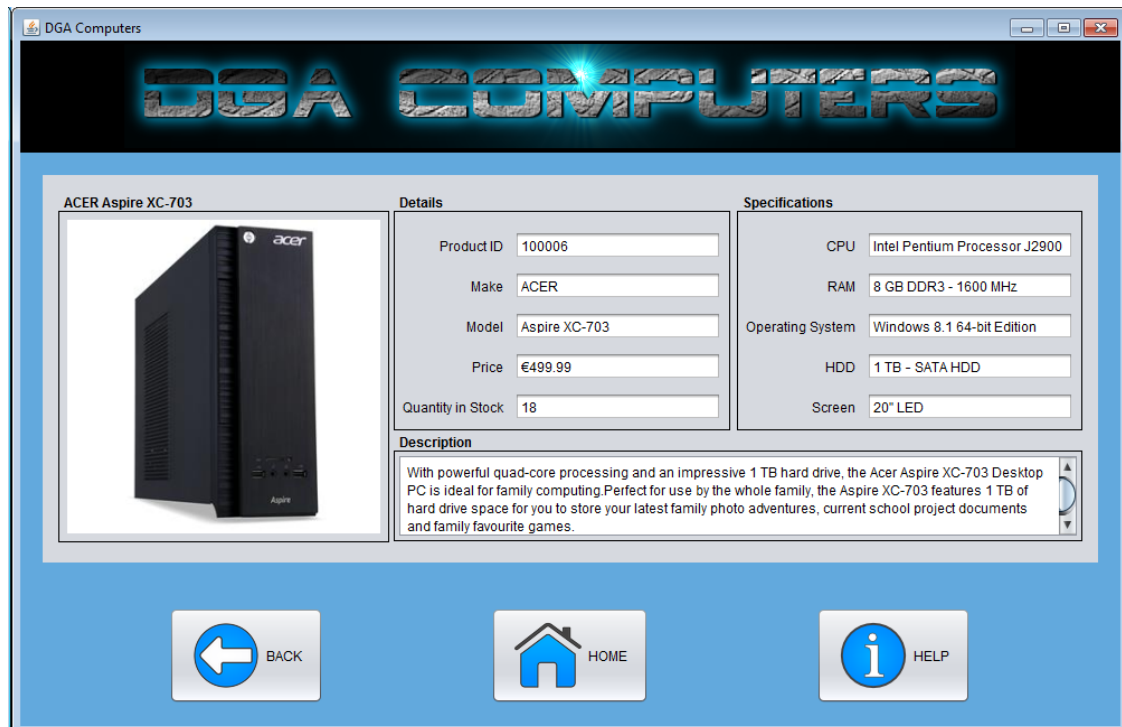 DGA Computers
DGA COMPUTERS
ACER Aspire XC-703
acer
Aspire
Details
Product ID 100006
Make ACER
Model Aspire XC-703
Price €499.99
Quantity in Stock 18
Specifications
CPU Intel Pentium Processor J2900
RAM 8 GB DDR3 - 1600 MHz
Operating System Windows 8.1 64-bit Edition
HDD 1 TB - SATA HDD
Screen 20" LED
Description
With powerful quad-core processing and an impressive 1 TB hard drive, the Acer Aspire XC-703 Desktop
PC is ideal for family computing.Perfect for use by the whole family, the Aspire XC-703 features 1 TB of
hard drive space for you to store your latest family photo adventures, current school project documents
and family favourite games.
BACK
HOME
HELP